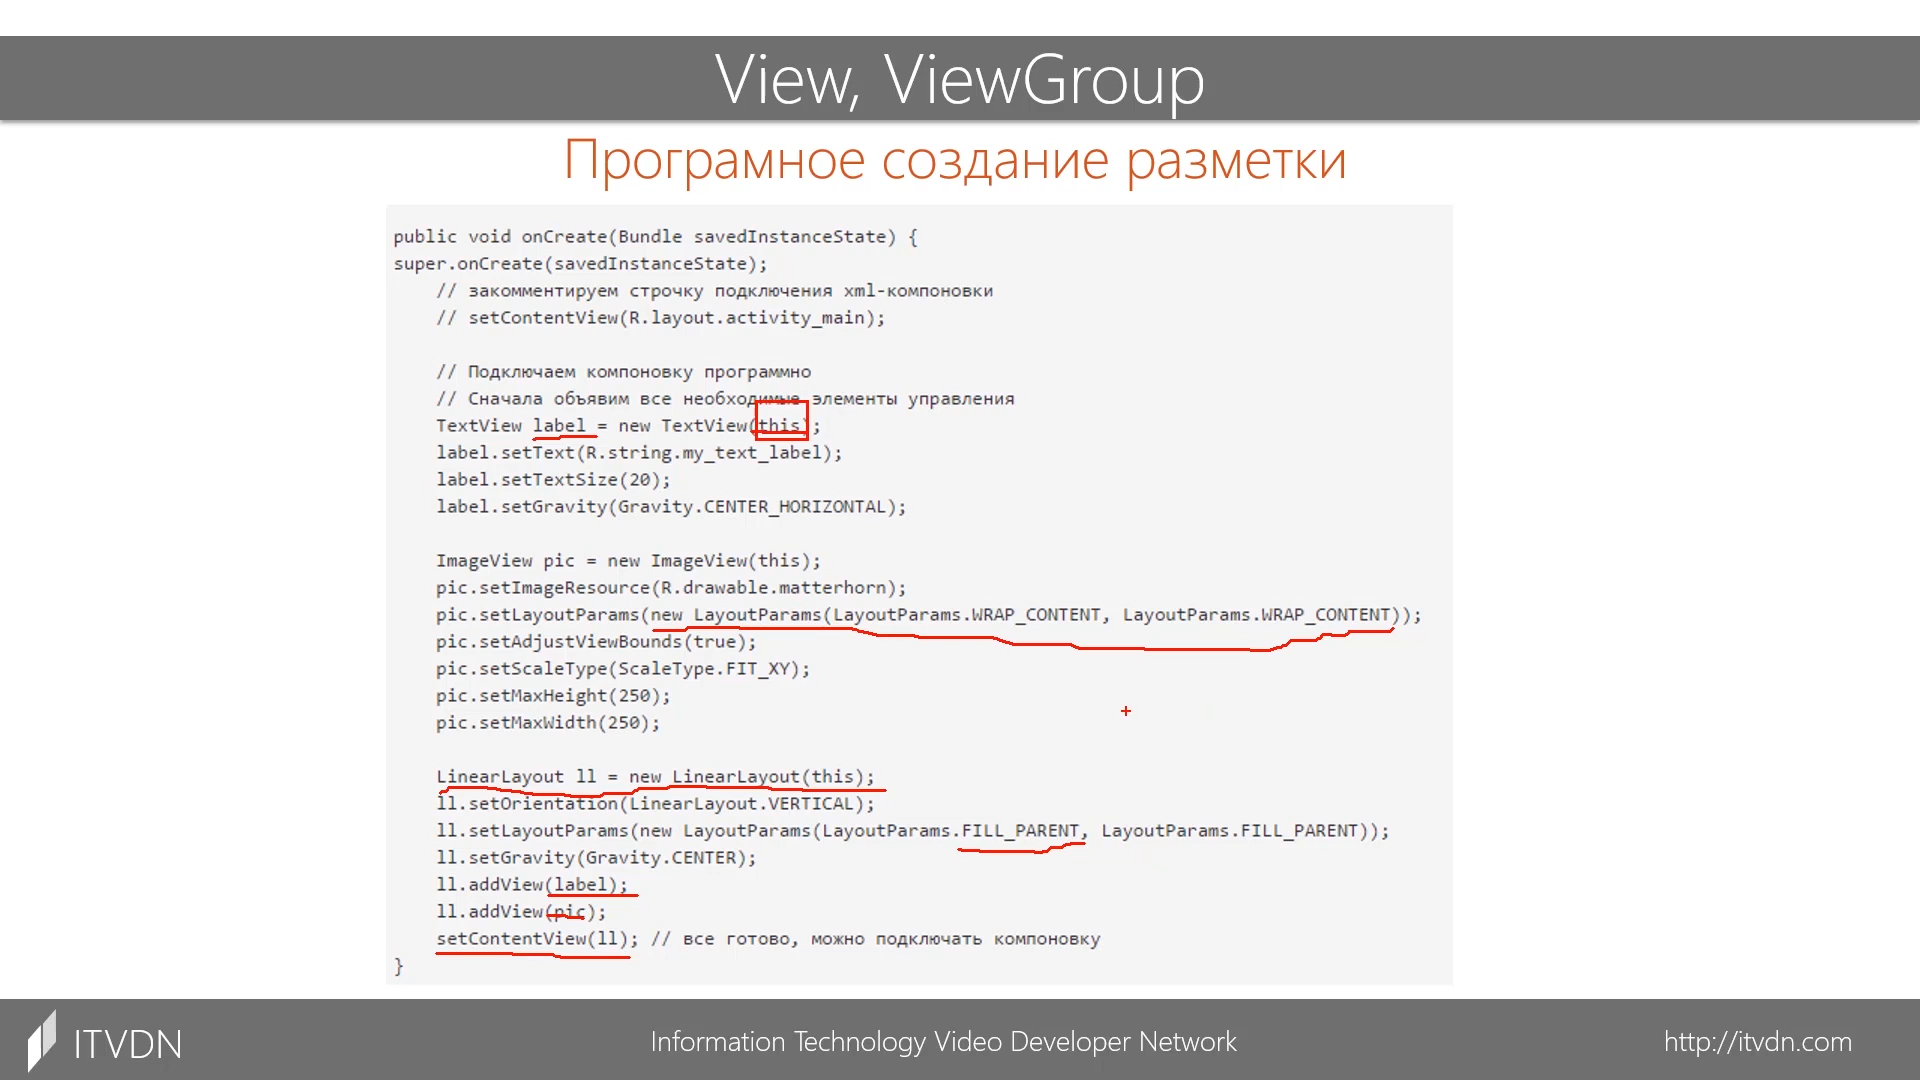 View, ViewGroup
Програмное создание разметки
public void onCreate(Bundle savedInstanceState) {
super.onCreate(savedInstanceState);
// закомментируем строчку подключения xml-компоновки
// setContentView(R.layout.activity_main);
// Подключаем компоновку программно
// Сначала объявим все необходимые элементы управления
TextView label = new TextView(this);
label.setText(R.string.my_text_label);
label.setTextSize(20);
label.setGravity(Gravity.CENTER_HORIZONTAL);
ImageView pic = new ImageView(this);
pic.setImageResource(R.drawable.matterhorn);
pic.setLayoutParams(new LayoutParams(LayoutParams.WRAP_CONTENT, LayoutParams.WRAP_CONTENT));
pic.setAdjustViewBounds(true);
pic.setScaleType(ScaleType.FIT_XY);
pic.setMaxHeight(250);
pic.setMaxWidth(250);
LinearLayout ll = new LinearLayout(this);
ll.setOrientation(LinearLayout.VERTICAL);
ll.setLayoutParams(new LayoutParams(LayoutParams.FILL_PARENT, LayoutParams.FILL_PARENT));
ll.setGravity(Gravity.CENTER);
ll.addView(label);
ll.addView(pic);
setContentView(ll); // все готово, можно подключать компоновку
}
ITVDN
Information Technology Video Developer Network
http://itvdn.com